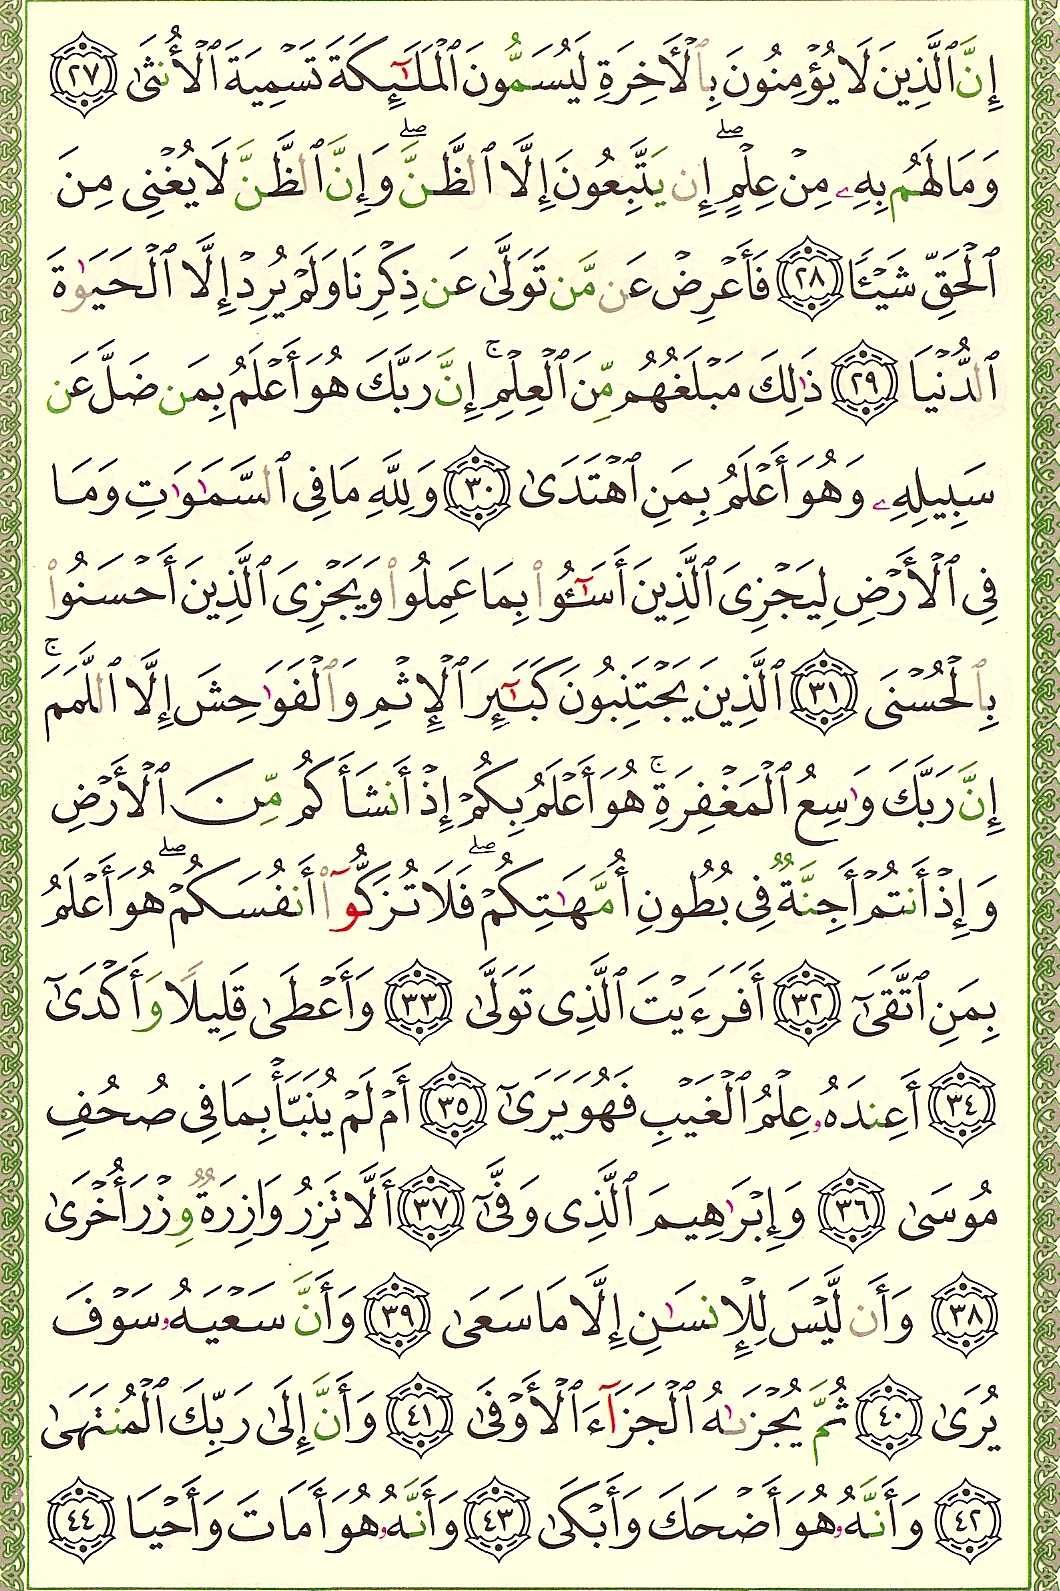 إِنَّ ٱلَّذِينَ لَا يُؤْمِنُونَ بِٱلْأَخِرَةِ لَيُسَمُّونَ ٱلْمَلَٰٓئِكَةَ تَسْمِيَةَ ٱلْأُنثَىٰ ٢٧
وَمَا لَهُم بِهِۦ مِنْ عِلْمٍ ۖ إِن يَتَّبِعُونَ إِلَّا ٱلظَّنَّ ۖ وَإِنَّ ٱلظَّنَّ لَا يُغْنِى مِنَ
ٱلْحَقِّ شَيْـًٔا ٢٨ فَأَعْرِضْ عَن مَّن تَوَلَّىٰ عَن ذِكْرِنَا وَلَمْ يُرِدْ إِلَّا ٱلْحَيَوٰةَ
ٱلدُّنْيَا ٢٩ ذَٰلِكَ مَبْلَغُهُم مِّنَ ٱلْعِلْمِ ۚ إِنَّ رَبَّكَ هُوَ أَعْلَمُ بِمَن ضَلَّ عَن
سَبِيلِهِۦ وَهُوَ أَعْلَمُ بِمَنِ ٱهْتَدَىٰ ٣٠ وَلِلَّهِ مَا فِى ٱلسَّمَٰوَٰتِ وَمَا
فِى ٱلْأَرْضِ لِيَجْزِىَ ٱلَّذِينَ أَسَٰٓـُٔوا۟ بِمَا عَمِلُوا۟ وَيَجْزِىَ ٱلَّذِينَ أَحْسَنُوا۟
بِٱلْحُسْنَى ٣١ ٱلَّذِينَ يَجْتَنِبُونَ كَبَٰٓئِرَ ٱلْإِثْمِ وَٱلْفَوَٰحِشَ إِلَّا ٱللَّمَمَ ۚ
إِنَّ رَبَّكَ وَٰسِعُ ٱلْمَغْفِرَةِ ۚ هُوَ أَعْلَمُ بِكُمْ إِذْ أَنشَأَكُم مِّنَ ٱلْأَرْضِ
وَإِذْ أَنتُمْ أَجِنَّةٌ فِى بُطُونِ أُمَّهَٰتِكُمْ ۖ فَلَا تُزَكُّوٓا۟ أَنفُسَكُمْ ۖ هُوَ أَعْلَمُ
بِمَنِ ٱتَّقَىٰٓ ٣٢ أَفَرَءَيْتَ ٱلَّذِى تَوَلَّىٰ ٣٣ وَأَعْطَىٰ قَلِيلًا وَأَكْدَىٰٓ
٣٤ أَعِندَهُۥ عِلْمُ ٱلْغَيْبِ فَهُوَ يَرَىٰٓ ٣٥ أَمْ لَمْ يُنَبَّأْ بِمَا فِى صُحُفِ
مُوسَىٰ ٣٦ وَإِبْرَٰهِيمَ ٱلَّذِى وَفَّىٰٓ ٣٧ أَلَّا تَزِرُ وَازِرَةٌ وِزْرَ أُخْرَىٰ
٣٨ وَأَن لَّيْسَ لِلْإِنسَٰنِ إِلَّا مَا سَعَىٰ ٣٩ وَأَنَّ سَعْيَهُۥ سَوْفَ
يُرَىٰ ٤٠ ثُمَّ يُجْزَىٰهُ ٱلْجَزَآءَ ٱلْأَوْفَىٰ ٤١ وَأَنَّ إِلَىٰ رَبِّكَ ٱلْمُنتَهَىٰ
٤٢ وَأَنَّهُۥ هُوَ أَضْحَكَ وَأَبْكَىٰ ٤٣ وَأَنَّهُۥ هُوَ أَمَاتَ وَأَحْيَا ٤٤